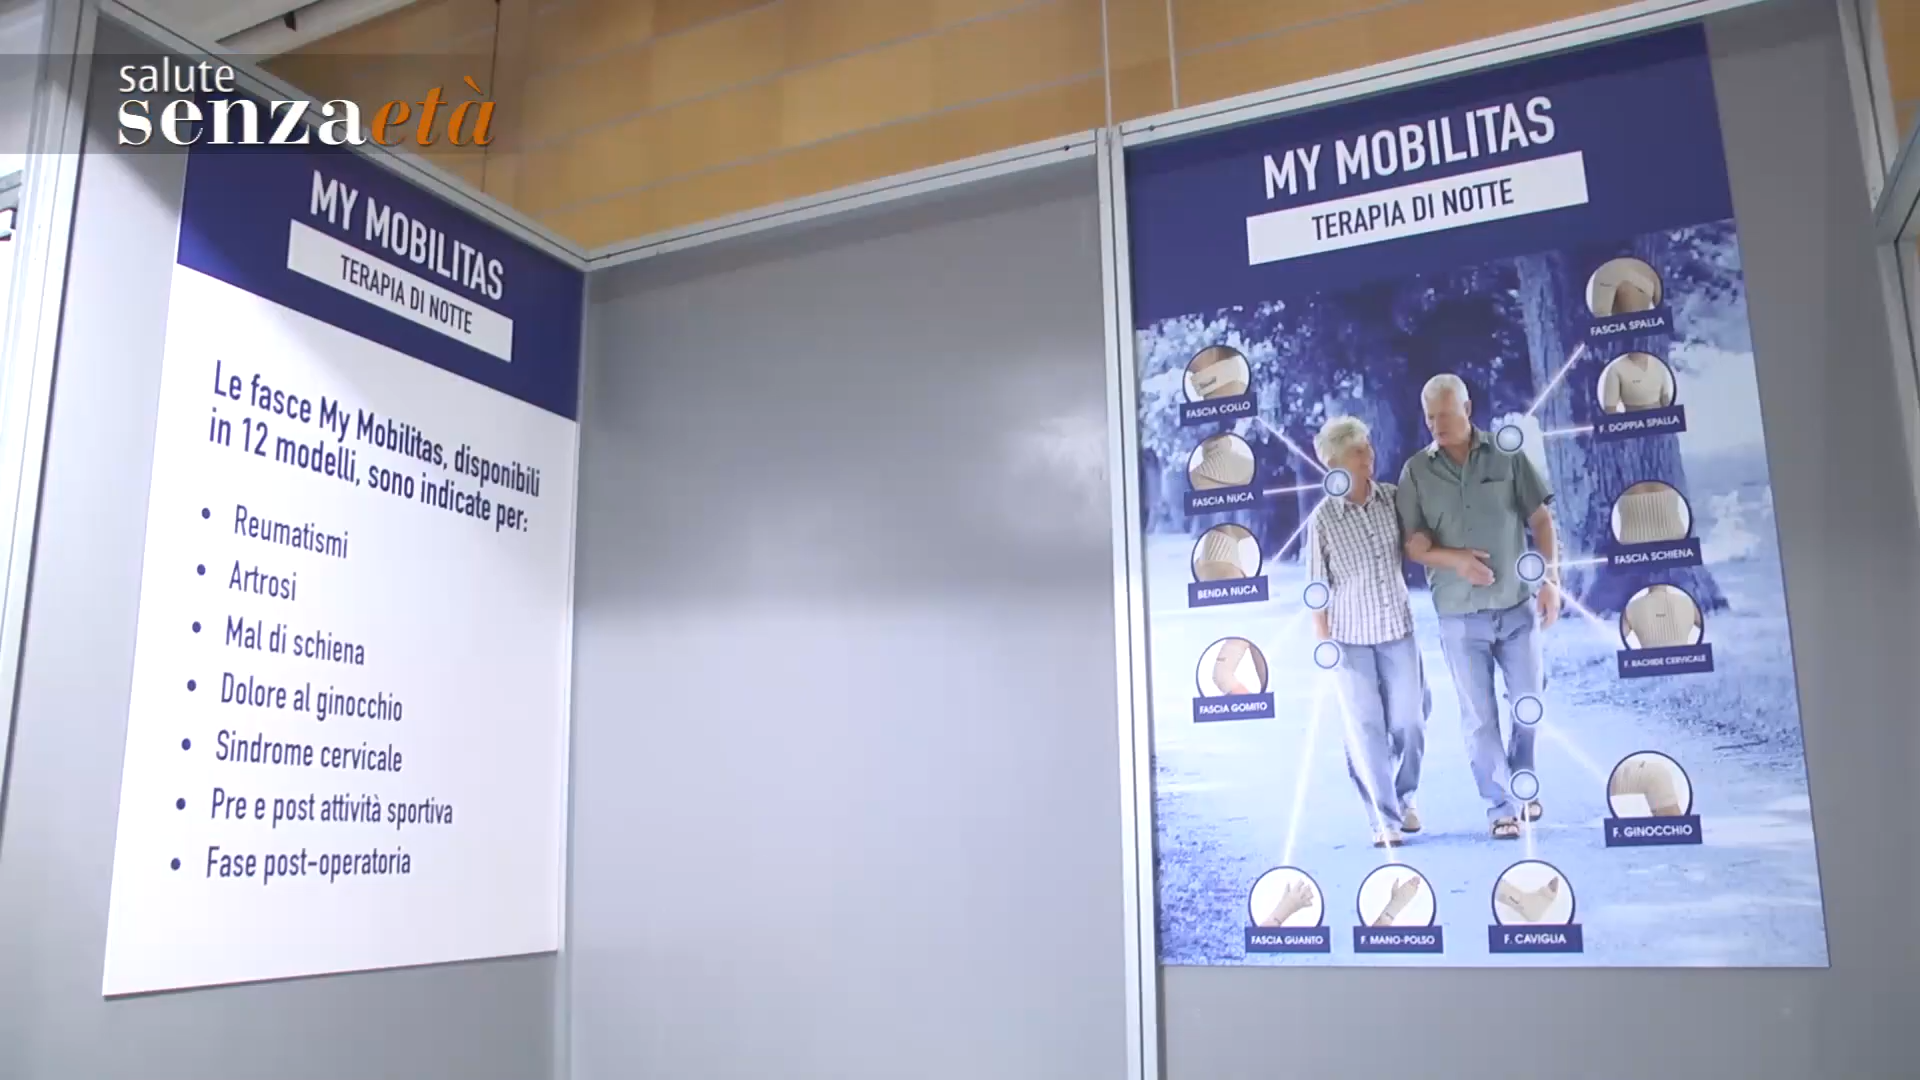 salute
senzaetà
MY MOBILITAS
TERAPIA DI NOTTE
Le fasce My Mobilitas, disponibili
in 12 modelli, sono indicate per:
• Reumatismi
• Artrosi
• Mal di schiena
• Dolore al ginocchio
• Sindrome cervicale
• Pre e post attività sportiva
• Fase post-operatoria
MY MOBILITAS
TERAPIA DI NOTTE
FASCIA SPALLA
FASCIA COLLO
F. DOPPIA SPALLA
FASCIA NUCA
FASCIA SCHIENA
BENDA NUCA
F. RACHIDE CERVICALE
FASCIA GOMITO
F. GINOCCHIO
FASCIA GUANTO
F. MANO-POLSO
F. CAVIGLIA